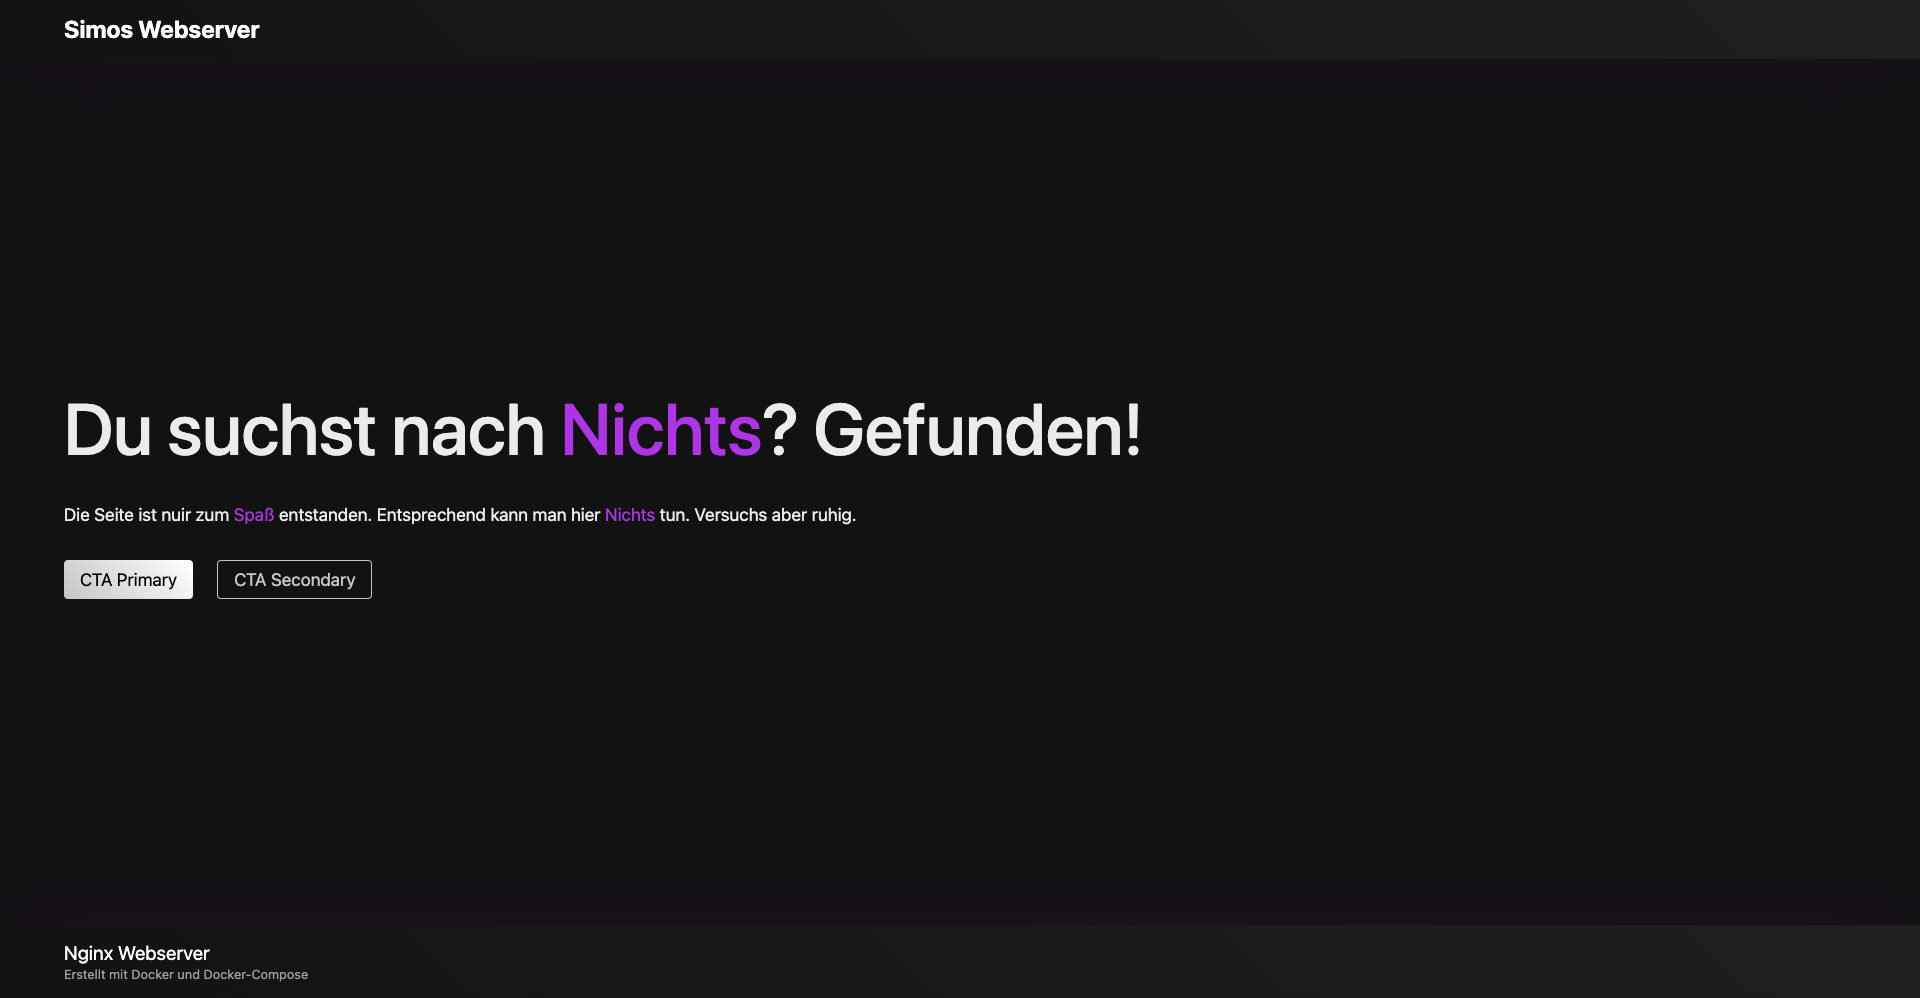 Simos Webserver
Du suchst nach Nichts? Gefunden!
Die Seite ist nuir zum Spaß entstanden. Entsprechend kann man hier Nichts tun. Versuchs aber ruhig.
CTA Primary
CTA Secondary
Nginx Webserver
Erstellt mit Docker und Docker-Compose